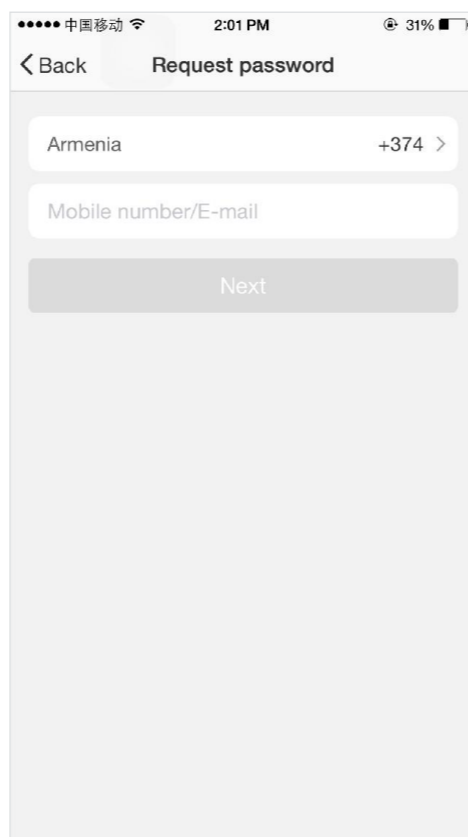 中国移动 2:01 PM 31%
Back Request password
Armenia +374
Mobile number/E-mail
Next